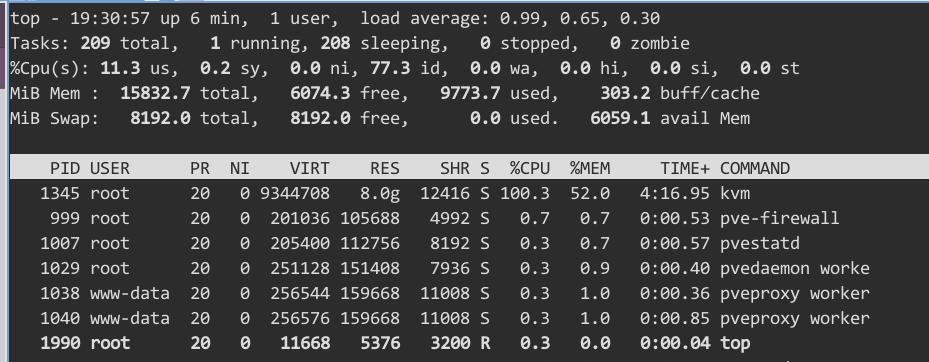 top - 19:30:57 up 6 min,  1 user,  load average: 0.99, 0.65, 0.30
Tasks: 209 total,   1 running, 208 sleeping,   0 stopped,   0 zombie
%Cpu(s): 11.3 us,  0.2 sy,  0.0 ni, 77.3 id,  0.0 wa,  0.0 hi,  0.0 si,  0.0 st
MiB Mem :  15832.7 total,   6074.3 free,   9773.7 used,    303.2 buff/cache
MiB Swap:   8192.0 total,   8192.0 free,      0.0 used.   6059.1 avail Mem
    PID USER      PR  NI    VIRT    RES    SHR S  %CPU  %MEM     TIME+ COMMAND
   1345 root      20   0 9344708   8.0g  12416 S 100.3  52.0   4:16.95 kvm
    999 root      20   0  201036 105688   4992 S   0.7   0.7   0:00.53 pve-firewall
   1007 root      20   0  205400 112756   8192 S   0.3   0.7   0:00.57 pvestatd
   1029 root      20   0  251128 151408   7936 S   0.3   0.9   0:00.40 pvedaemon worke
   1038 www-data  20   0  256544 159668  11008 S   0.3   1.0   0:00.36 pveproxy worker
   1040 www-data  20   0  256576 159668  11008 S   0.3   1.0   0:00.85 pveproxy worker
   1990 root      20   0   11668   5376   3200 R   0.3   0.0   0:00.04 top